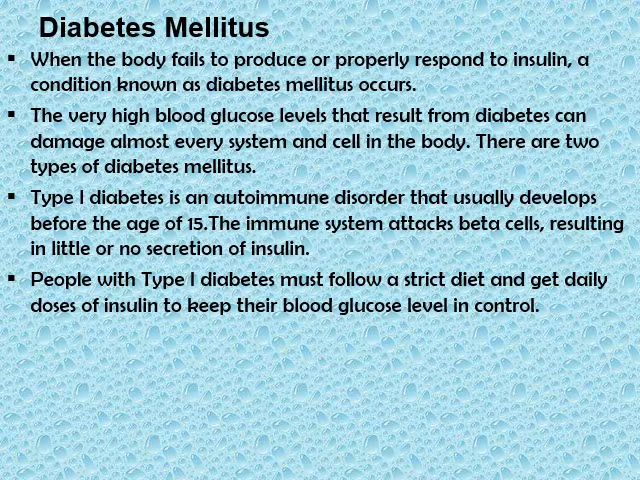 Diabetes Mellitus
▪ When the body fails to produce or properly respond to insulin, a
condition known as diabetes mellitus occurs.
▪ The very high blood glucose levels that result from diabetes can
damage almost every system and cell in the body. There are two
types of diabetes mellitus.
▪ Type I diabetes is an autoimmune disorder that usually develops
before the age of 15.The immune system attacks beta cells, resulting
in little or no secretion of insulin.
▪ People with Type I diabetes must follow a strict diet and get daily
doses of insulin to keep their blood glucose level in control.